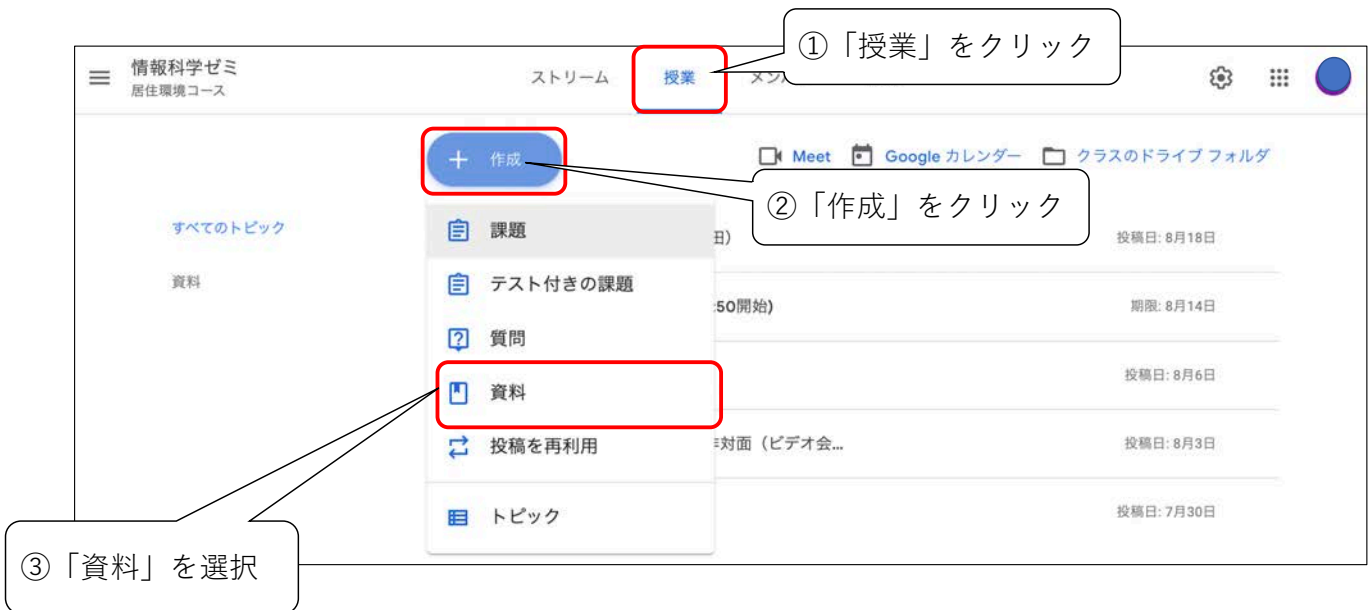 ①「授業」をクリック
情報科学ゼミ
居住環境コース
ストリーム 授業
+ 作成
Meet Google カレンダー クラスのドライブ フォルダ
②「作成」をクリック
すべてのトピック
資料
課題
テスト付きの課題
質問
資料
投稿を再利用
トピック
投稿日: 8月18日
:50開始)
期限: 8月14日
投稿日: 8月6日
対面（ビデオ会...
投稿日: 8月3日
投稿日: 7月30日
③「資料」を選択